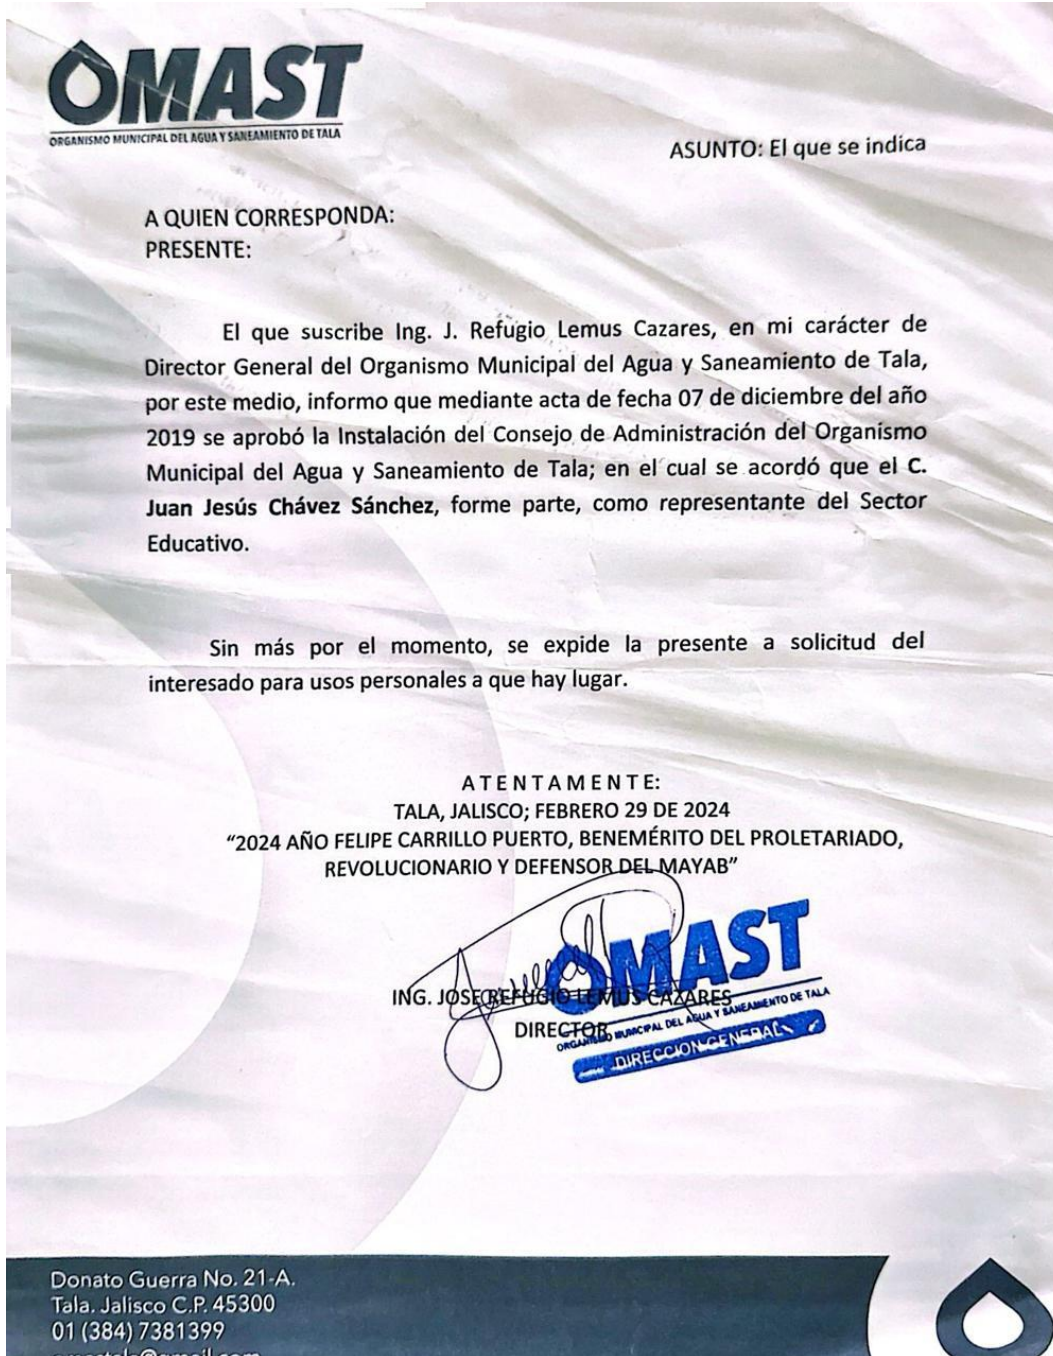 OMAST
ORGANISMO MUNICIPAL DEL AGUA Y SANEAMIENTO DE TALA
ASUNTO: El que se indica
A QUIEN CORRESPONDA:
PRESENTE:
El que suscribe Ing. J. Refugio Lemus Cazares, en mi carácter de
Director General del Organismo Municipal del Agua y Saneamiento de Tala,
por este medio, informo que mediante acta de fecha 07 de diciembre del año
2019 se aprobó la Instalación del Consejo de Administración del Organismo
Municipal del Agua y Saneamiento de Tala; en el cual se acordó que el C.
Juan Jesús Chávez Sánchez, forme parte, como representante del Sector
Educativo.
Sin más por el momento, se expide la presente a solicitud del
interesado para usos personales a que hay lugar.
A T E N T A M E N T E:
TALA, JALISCO; FEBRERO 29 DE 2024
“2024 AÑO FELIPE CARRILLO PUERTO, BENEMÉRITO DEL PROLETARIADO,
REVOLUCIONARIO Y DEFENSOR DEL MAYAB”
OMAST
ING. JOSE REFUGIO LEMUS CAZARES
DIRECTOR
ORGANISMO MUNICIPAL DEL AGUA Y SANEAMIENTO DE TALA
DIRECCION GENERAL
Donato Guerra No. 21-A.
Tala. Jalisco C.P. 45300
01 (384) 7381399